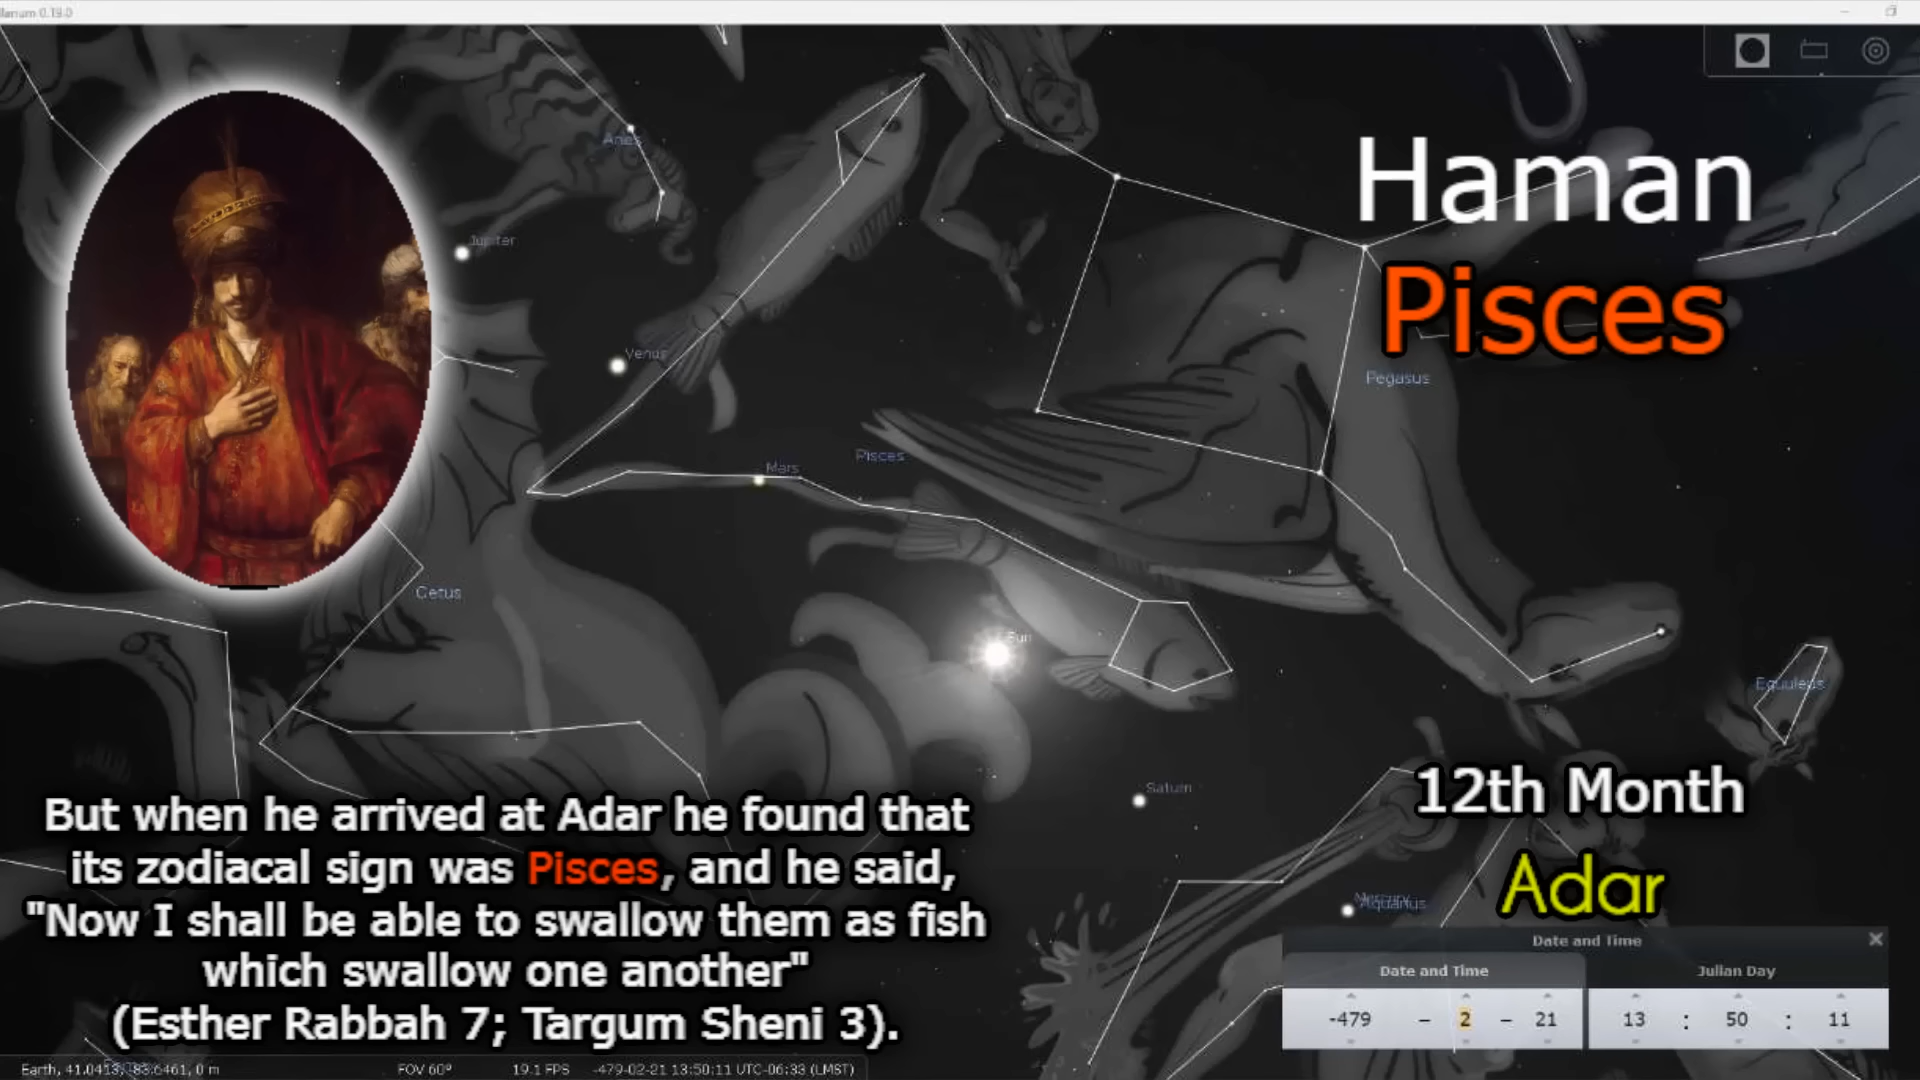 Haman
Pisces
Aries
Jupiter
Venus
Mars
Pisces
Pegasus
Cetus
Sun
Equuleus
Saturn
Aquarius
12th Month
Adar
But when he arrived at Adar he found that
its zodiacal sign was Pisces, and he said,
"Now I shall be able to swallow them as fish
which swallow one another"
(Esther Rabbah 7; Targum Sheni 3).
Date and Time
Date and Time Julian Day
-479 - 2 - 21 13 : 50 : 11
Earth, 0 m FOV 60° 19.1 FPS -479-02-21 13:50:11 UTC-06:33 (LMST)